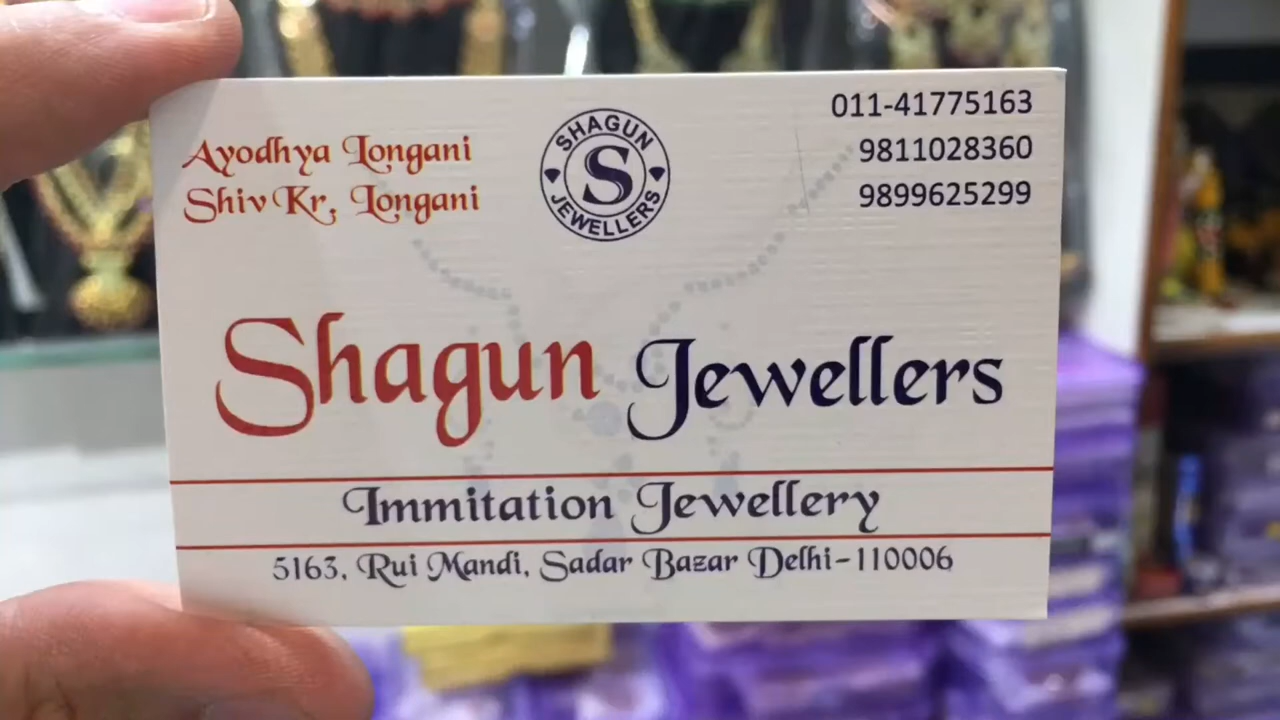 Ayodhya Longani
Shiv Kr, Longani
SHAGUN
S
JEWELLERS
011-41775163
9811028360
9899625299
Shagun Jewellers
Immitation Jewellery
5163, Rui Mandi, Sadar Bazar Delhi-110006